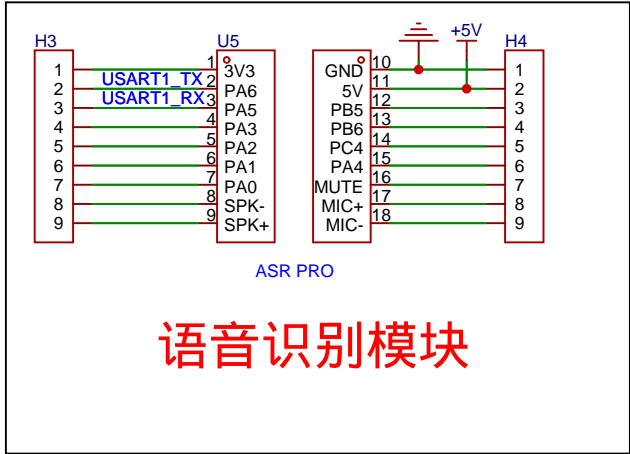 H3 U5 +5V H4
1 1 3V3 GND 10 1
2 USART1_TX 2 PA6 5V 11 2
3 USART1_RX 3 PA5 PB5 12 3
4 4 PA3 PB6 13 4
5 5 PA2 PC4 14 5
6 6 PA1 PA4 15 6
7 7 PA0 MUTE 16 7
8 8 SPK- MIC+ 17 8
9 9 SPK+ MIC- 18 9
ASR PRO
语音识别模块